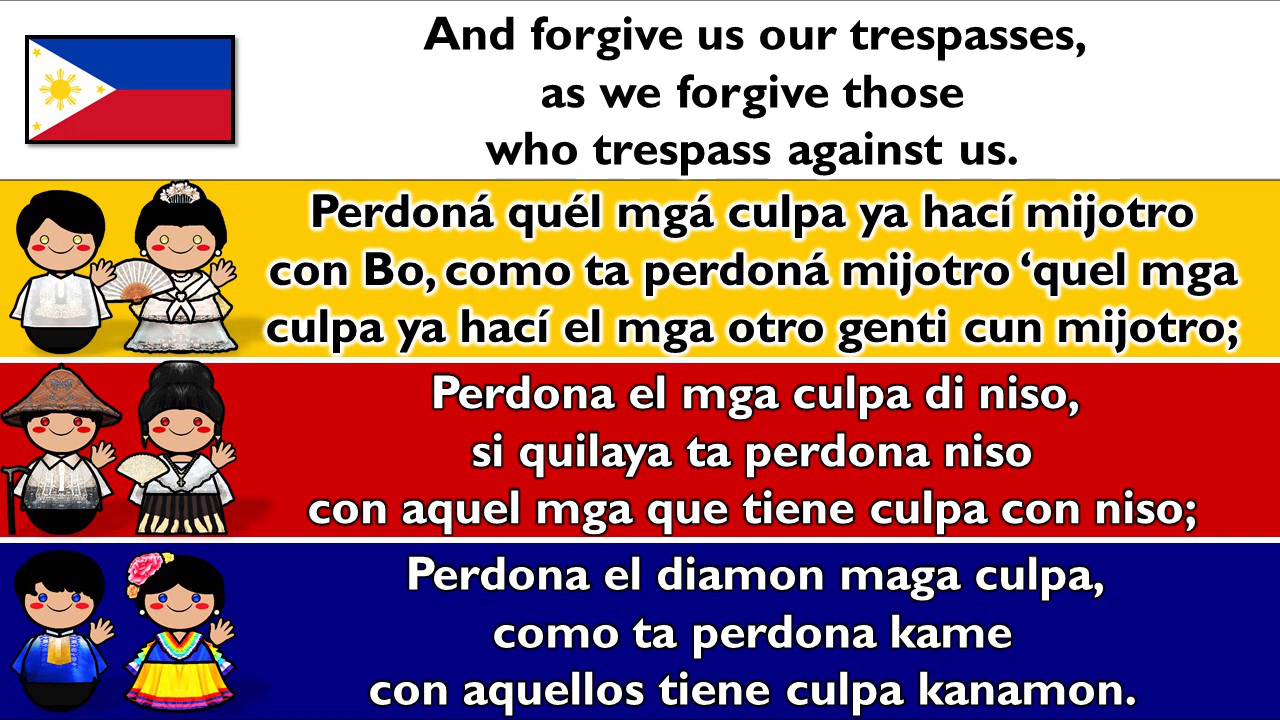 And forgive us our trespasses,
as we forgive those
who trespass against us.
Perdoná quél mgá culpa ya hací mijotro
con Bo, como ta perdoná mijotro ‘quel mga
culpa ya hací el mga otro genti cun mijotro;
Perdona el mga culpa di niso,
si quilaya ta perdona niso
con aquel mga que tiene culpa con niso;
Perdona el diamon maga culpa,
como ta perdona kame
con aquellos tiene culpa kanamon.